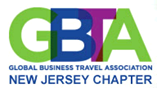 GBTA
GLOBAL BUSINESS TRAVEL ASSOCIATION
NEW JERSEY CHAPTER